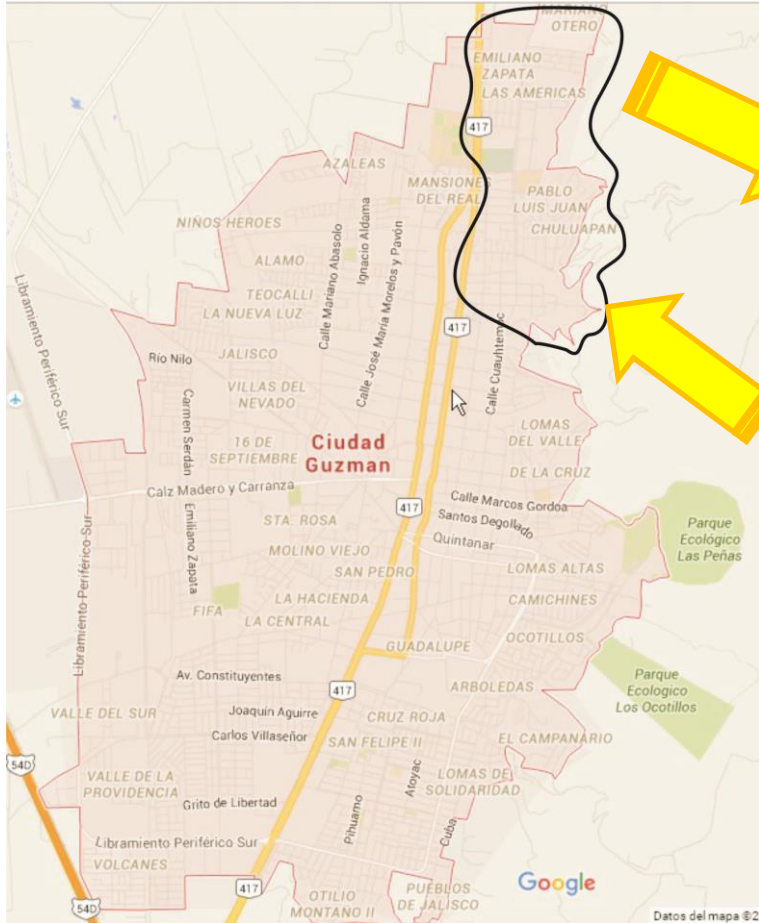 MARIANO
OTERO
EMILIANO
ZAPATA
LAS AMERICAS
417
AZALEAS
MANSIONES
DEL REAL
PABLO
LUIS JUAN
CHULUAPAN
NIÑOS HEROES
Calle Mariano Abasolo
Ignacio Aldama
Calle José María Morelos y Pavón
ALAMO
TEOCALLI
LA NUEVA LUZ
Libramiento Periférico Sur
417
Calle Cuauhtemoc
Río Nilo
JALISCO
VILLAS DEL
NEVADO
Carmen Serdán
16 DE
SEPTIEMBRE
Ciudad
Guzman
LOMAS
DEL VALLE
DE LA CRUZ
Calz Madero y Carranza
417
Calle Marcos Gordoa
Santos Degollado
Quintanar
Emiliano Zapata
STA. ROSA
MOLINO VIEJO
SAN PEDRO
Parque
Ecológico
Las Peñas
LOMAS ALTAS
CAMICHINES
Libramiento Periférico Sur
LA HACIENDA
FIFA
LA CENTRAL
OCOTILLOS
GUADALUPE
Av. Constituyentes
417
ARBOLEDAS
Parque
Ecologico
Los Ocotillos
VALLE DEL SUR
Joaquín Aguirre
CRUZ ROJA
Carlos Villaseñor
SAN FELIPE II
EL CAMPANARIO
54D
VALLE DE LA
PROVIDENCIA
Atoyac
LOMAS DE
SOLIDARIDAD
Grito de Libertad
Pihuamo
Cuba
Libramiento Periférico Sur
VOLCANES
417
54D
OTILIO
MONTAÑO II
PUEBLOS
DE JALISCO
Google
Datos del mapa ©2